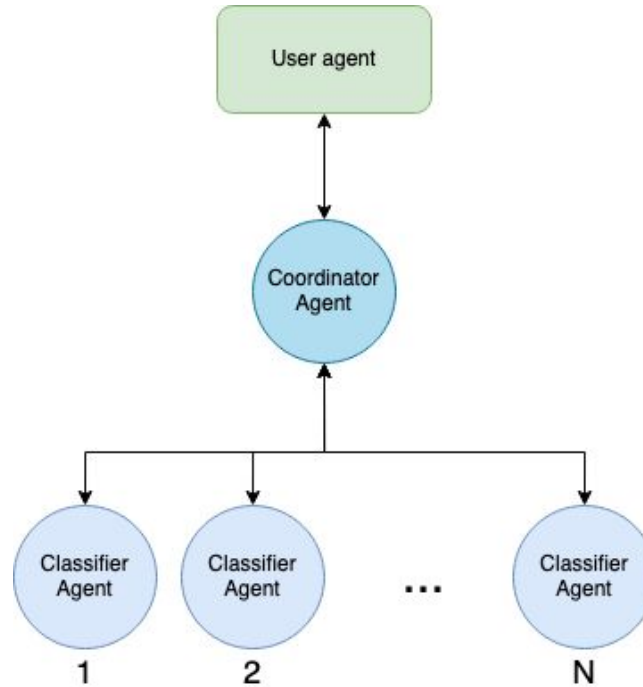 User agent
Coordinator
Agent
Classifier
Agent
Classifier
Agent
...
Classifier
Agent
1
2
N